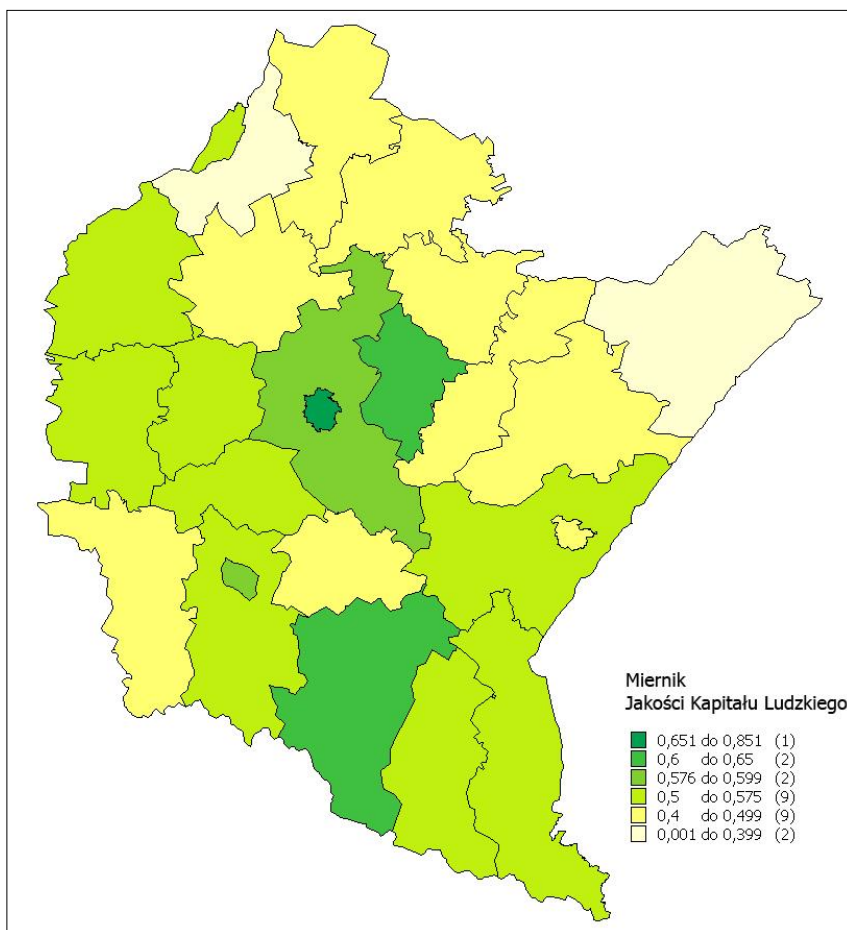 Miernik
Jakości Kapitału Ludzkiego
0,651 do 0,851 (1)
0,6 do 0,65 (2)
0,576 do 0,599 (2)
0,5 do 0,575 (9)
0,4 do 0,499 (9)
0,001 do 0,399 (2)